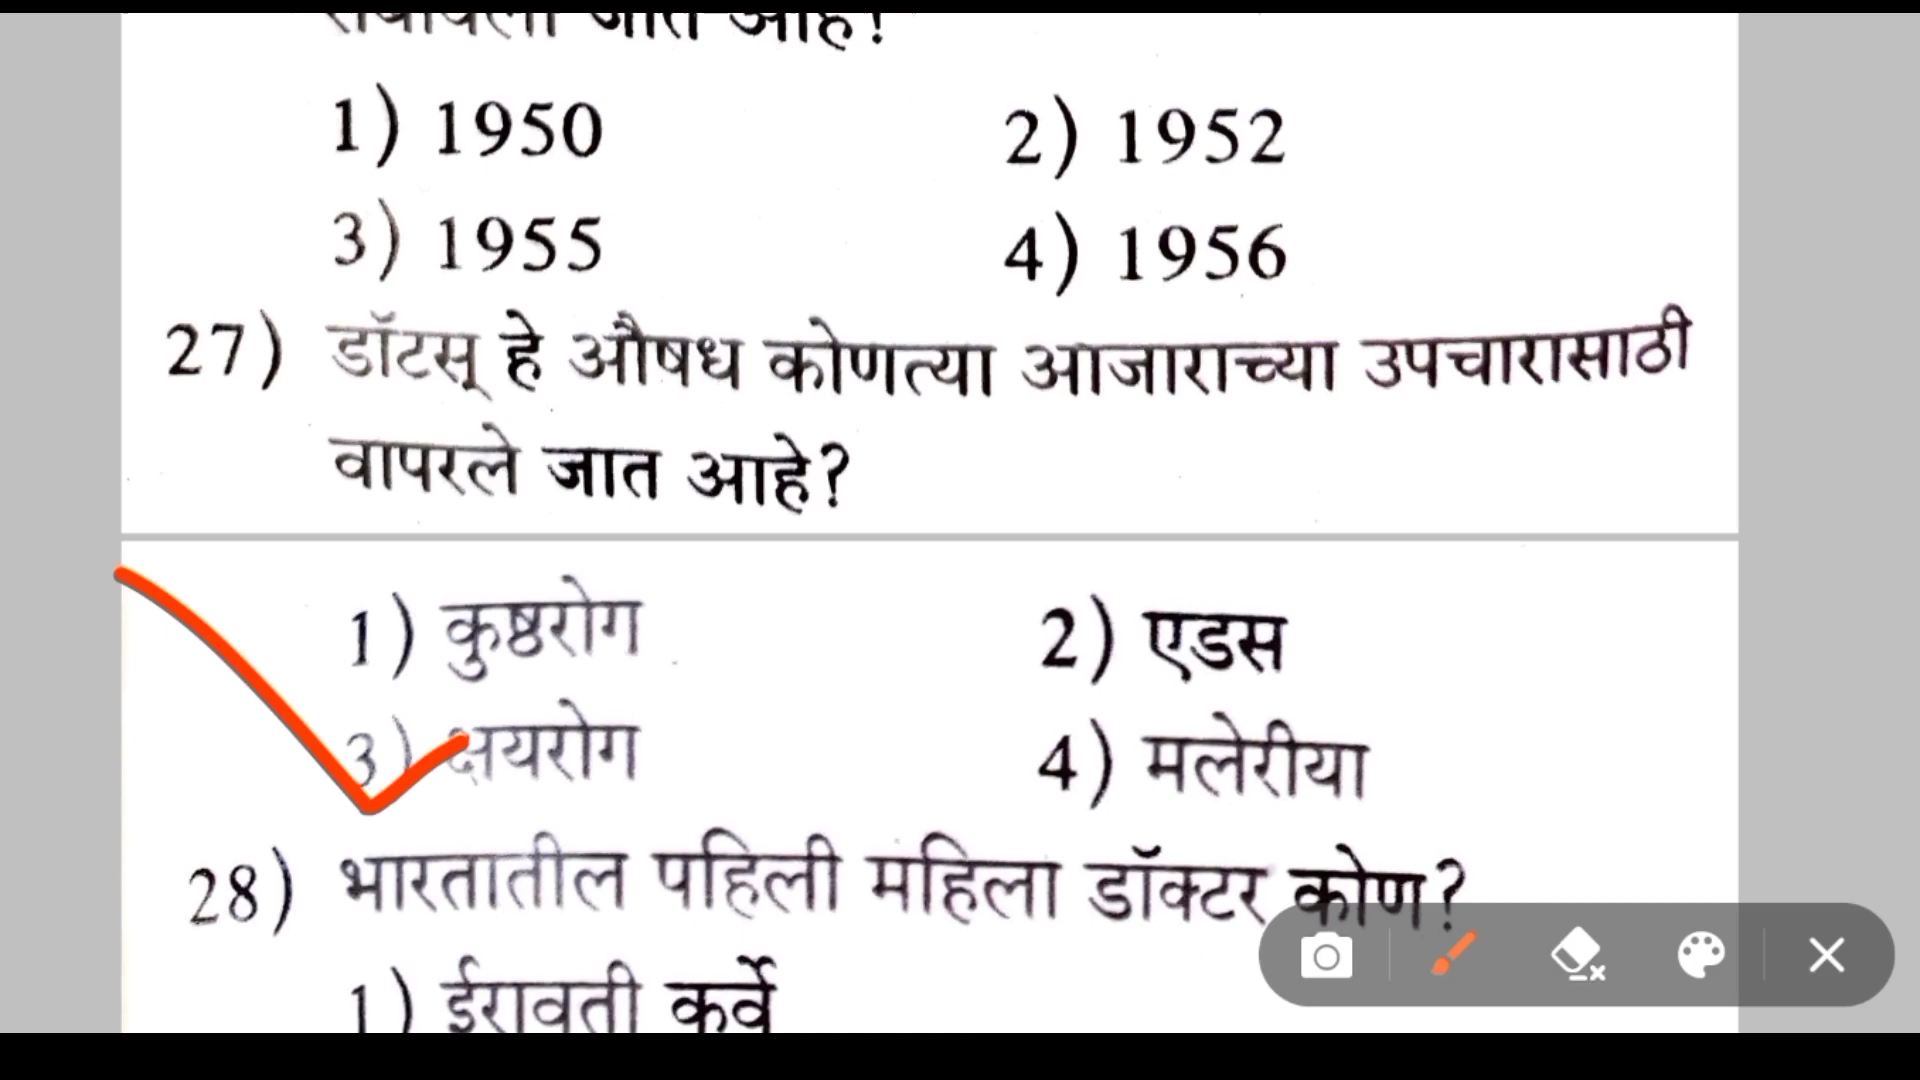 जात आहे?
1) 1950 2) 1952
3) 1955 4) 1956
27) डॉटस् हे औषध कोणत्या आजाराच्या उपचारासाठी
वापरले जात आहे?
1) कुष्ठरोग 2) एडस
3) क्षयरोग 4) मलेरीया
28) भारतातील पहिली महिला डॉक्टर कोण?
1) ईरावती कर्वे